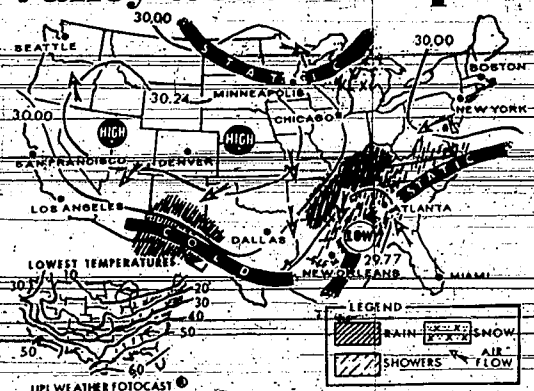 30.00
SEATTLE
STATIC
30.00
BOSTON
MINNEAPOLIS
30.24
NEW YORK
30.00
CHICAGO
HIGH
HIGH
SAN FRANCISCO
DENVER
STATIC
LOS ANGELES
ATLANTA
COLD
DALLAS
LOW
29.77
NEW ORLEANS
MIAMI
LOWEST TEMPERATURES
10
30
20
30
40
50
50
60
LEGEND
RAIN
SNOW
SHOWERS
AIR FLOW
UPI WEATHER FOTOCAST ®